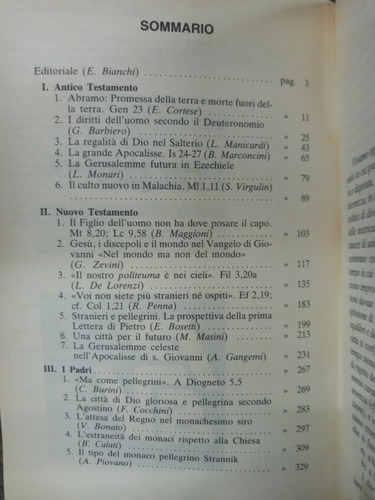 SOMMARIO
Editoriale (E. Bianchi) . . . . . . . . . . . . . . . . . . . pag. 3
I. Antico Testamento
1. Abramo: Promessa della terra e morte fuori del-
la terra. Gen 23 (E. Cortese) . . . . . . . . . . . » 11
2. I diritti dell'uomo secondo il Deuteronomio
(G. Barbiero) . . . . . . . . . . . . . . . . . . . . . . » 25
3. La regalità di Dio nel Salterio (L. Manicardi) » 43
4. La grande Apocalisse. Is 24-27 (B. Marconcini) » 65
5. La Gerusalemme futura in Ezechiele
(L. Monari) . . . . . . . . . . . . . . . . . . . . . . . » 79
6. Il culto nuovo in Malachia. Ml 1,11 (S. Virgulin)
. . . . . . . . . . . . . . . . . . . . . . . . . . . . . . . » 89
II. Nuovo Testamento
1. Il Figlio dell'uomo non ha dove posare il capo.
Mt 8,20; Lc 9,58 (B. Maggioni) . . . . . . . . . » 103
2. Gesù, i discepoli e il mondo nel Vangelo di Gio-
vanni «Nel mondo ma non del mondo»
(G. Zevini) . . . . . . . . . . . . . . . . . . . . . . . » 117
3. «Il nostro politeuma è nei cieli». Fil 3,20a
(L. De Lorenzi) . . . . . . . . . . . . . . . . . . . . » 135
4. «Voi non siete più stranieri né ospiti». Ef 2,19;
cf. Col 1,21 (R. Penna) . . . . . . . . . . . . . . . » 183
5. Stranieri e pellegrini. La prospettiva della prima
Lettera di Pietro (E. Bosetti) . . . . . . . . . . . » 199
6. Una città per il futuro (M. Masini) . . . . . . » 213
7. La Gerusalemme celeste
nell'Apocalisse di s. Giovanni (A. Gangemi) » 231
III. I Padri . . . . . . . . . . . . . . . . . . . . . . . . . . . » 267
1. «Ma come pellegrini». A Diogneto 5,5
(C. Burini) . . . . . . . . . . . . . . . . . . . . . . . » 269
2. La città di Dio gloriosa e pellegrina secondo
Agostino (F. Cocchini) . . . . . . . . . . . . . . . » 283
3. L'attesa del Regno nel monachesimo siro
(V. Bonato) . . . . . . . . . . . . . . . . . . . . . . . » 297
4. L'estraneità dei monaci rispetto alla Chiesa
(B. Calati) . . . . . . . . . . . . . . . . . . . . . . . . » 309
5. Il tipo del monaco pellegrino Strannik
(A. Piovano) . . . . . . . . . . . . . . . . . . . . . . » 329